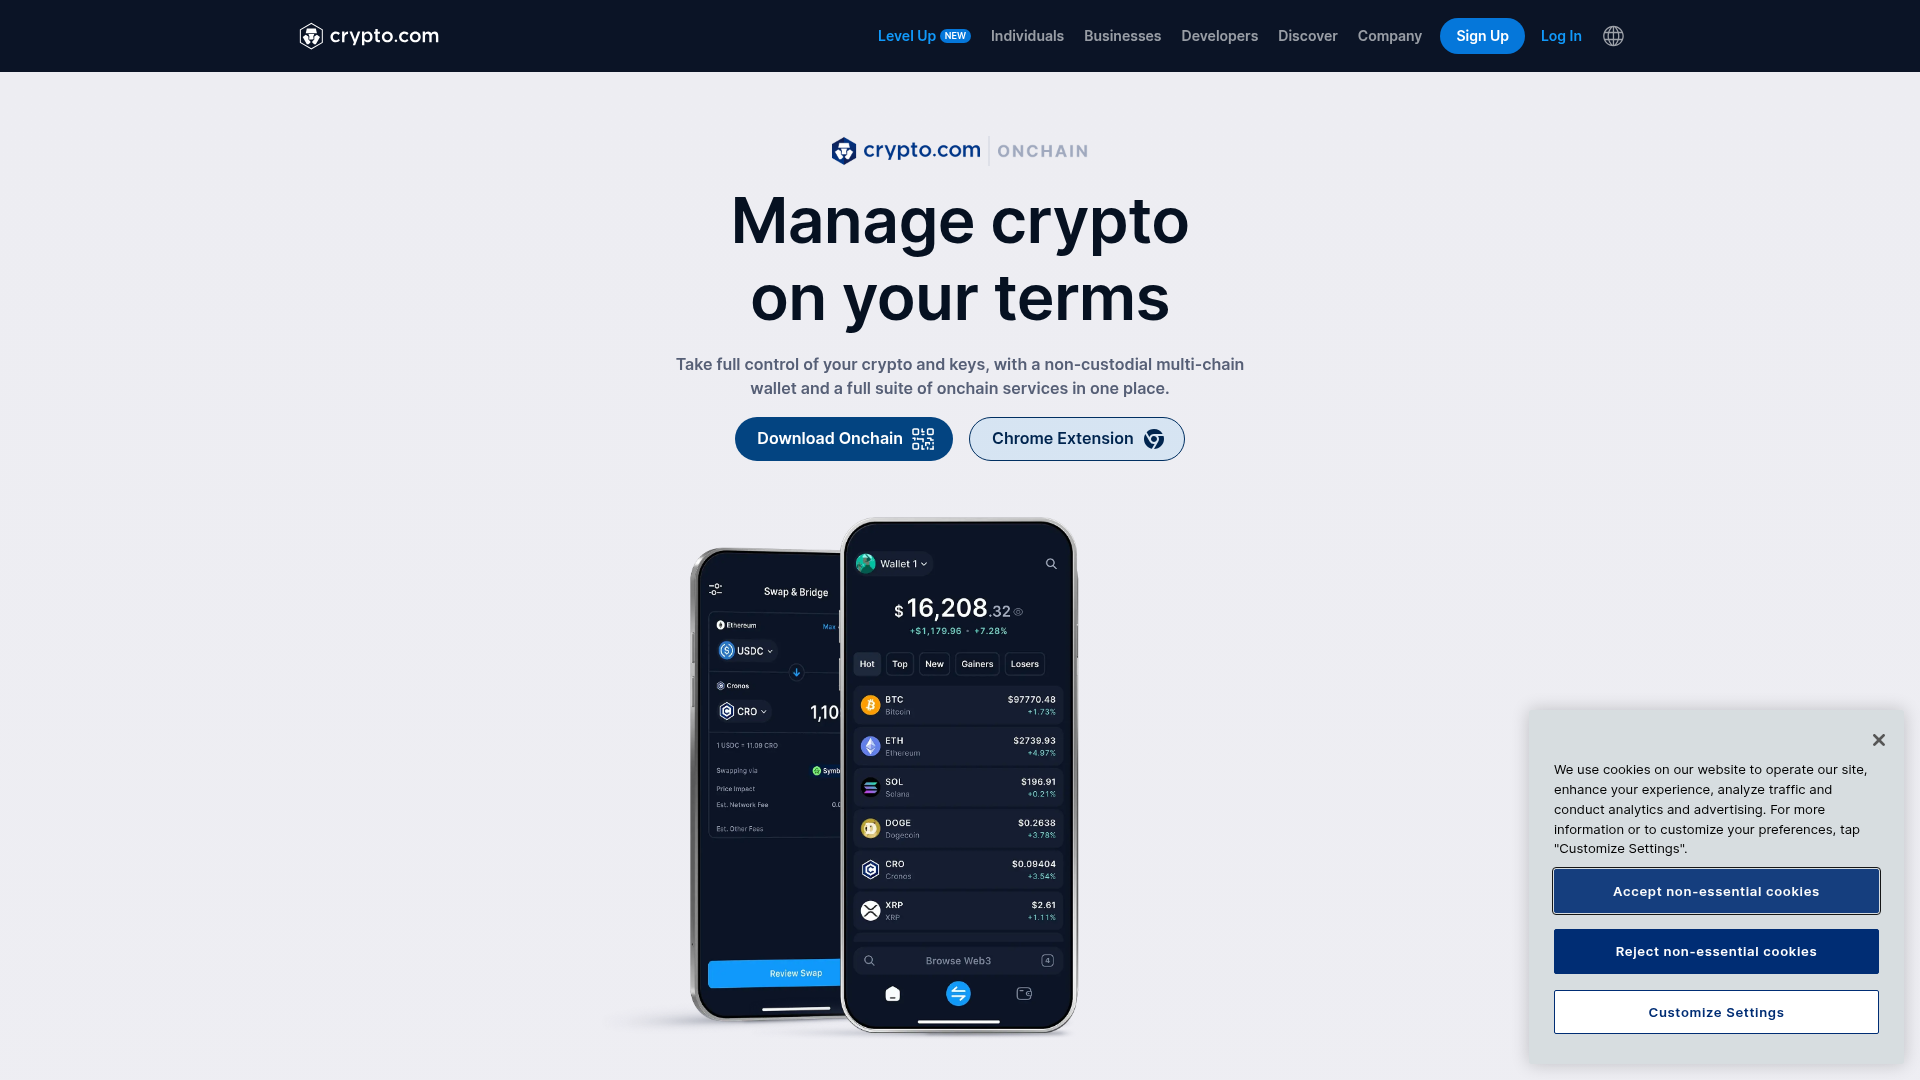 crypto.com
Level Up NEW
Individuals
Businesses
Developers
Discover
Company
Sign Up
Log In
crypto.com ONCHAIN
Manage crypto
on your terms
Take full control of your crypto and keys, with a non-custodial multi-chain
wallet and a full suite of onchain services in one place.
Download Onchain
Chrome Extension
Swap & Bridge
Ethereum
Max
USDC
Cronos
CRO
1,10
1 USDC = 11.09 CRO
Swapping via
Symb
Price Impact
Est. Network Fee
0.0
Est. Other Fees
Review Swap
Wallet 1
$16,208.32
+$1,179.96 • +7.28%
Hot
Top
New
Gainers
Losers
BTC $97770.48
Bitcoin +1.73%
ETH $2739.93
Ethereum +4.97%
SOL $196.91
Solana +0.21%
DOGE $0.2638
Dogecoin +3.78%
CRO $0.09404
Cronos +3.54%
XRP $2.61
XRP +1.11%
Browse Web3
4
We use cookies on our website to operate our site,
enhance your experience, analyze traffic and
conduct analytics and advertising. For more
information or to customize your preferences, tap
"Customize Settings".
Accept non-essential cookies
Reject non-essential cookies
Customize Settings